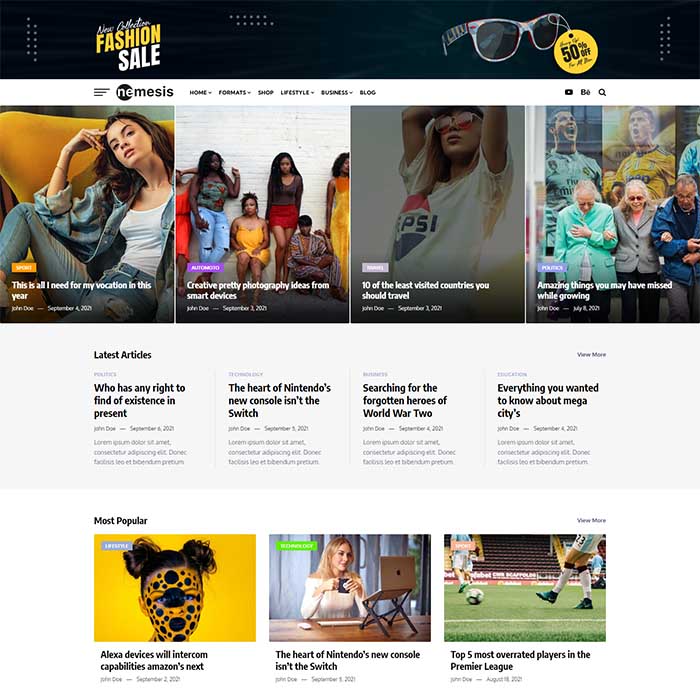 New Collection
FASHION
SALE
Hurry Up!
50% OFF
For All Item
nemesis
HOME FORMATS SHOP LIFESTYLE BUSINESS BLOG
Bē
SPORT
This is all I need for my vocation in this
year
John Doe — September 4, 2021
AUTOMOTO
Creative pretty photography ideas from
smart devices
John Doe — September 3, 2021
EPSI
TRAVEL
10 of the least visited countries you
should travel
John Doe — September 3, 2021
Fly
Emirates
POLITICS
Amazing things you may have missed
while growing
John Doe — July 8, 2021
Latest Articles
View More
POLITICS
Who has any right to
find of existence in
present
John Doe — September 6, 2021
Lorem ipsum dolor sit amet,
consectetur adipiscing elit. Donec
facilisis leo et bibendum pretium.
TECHNOLOGY
The heart of Nintendo's
new console isn't the
Switch
John Doe — September 5, 2021
Lorem ipsum dolor sit amet,
consectetur adipiscing elit. Donec
facilisis leo et bibendum pretium.
BUSINESS
Searching for the
forgotten heroes of
World War Two
John Doe — September 4, 2021
Lorem ipsum dolor sit amet,
consectetur adipiscing elit. Donec
facilisis leo et bibendum pretium.
EDUCATION
Everything you wanted
to know about mega
city's
John Doe — September 4, 2021
Lorem ipsum dolor sit amet,
consectetur adipiscing elit. Donec
facilisis leo et bibendum pretium.
Most Popular
View More
LIFESTYLE
Alexa devices will intercom
capabilities amazon's next
John Doe — September 2, 2021
TECHNOLOGY
The heart of Nintendo's new console
isn't the Switch
John Doe — September 5, 2021
SPORT
CWR SCAFFOLDS
Top 5 most overrated players in the
Premier League
John Doe — August 18, 2021